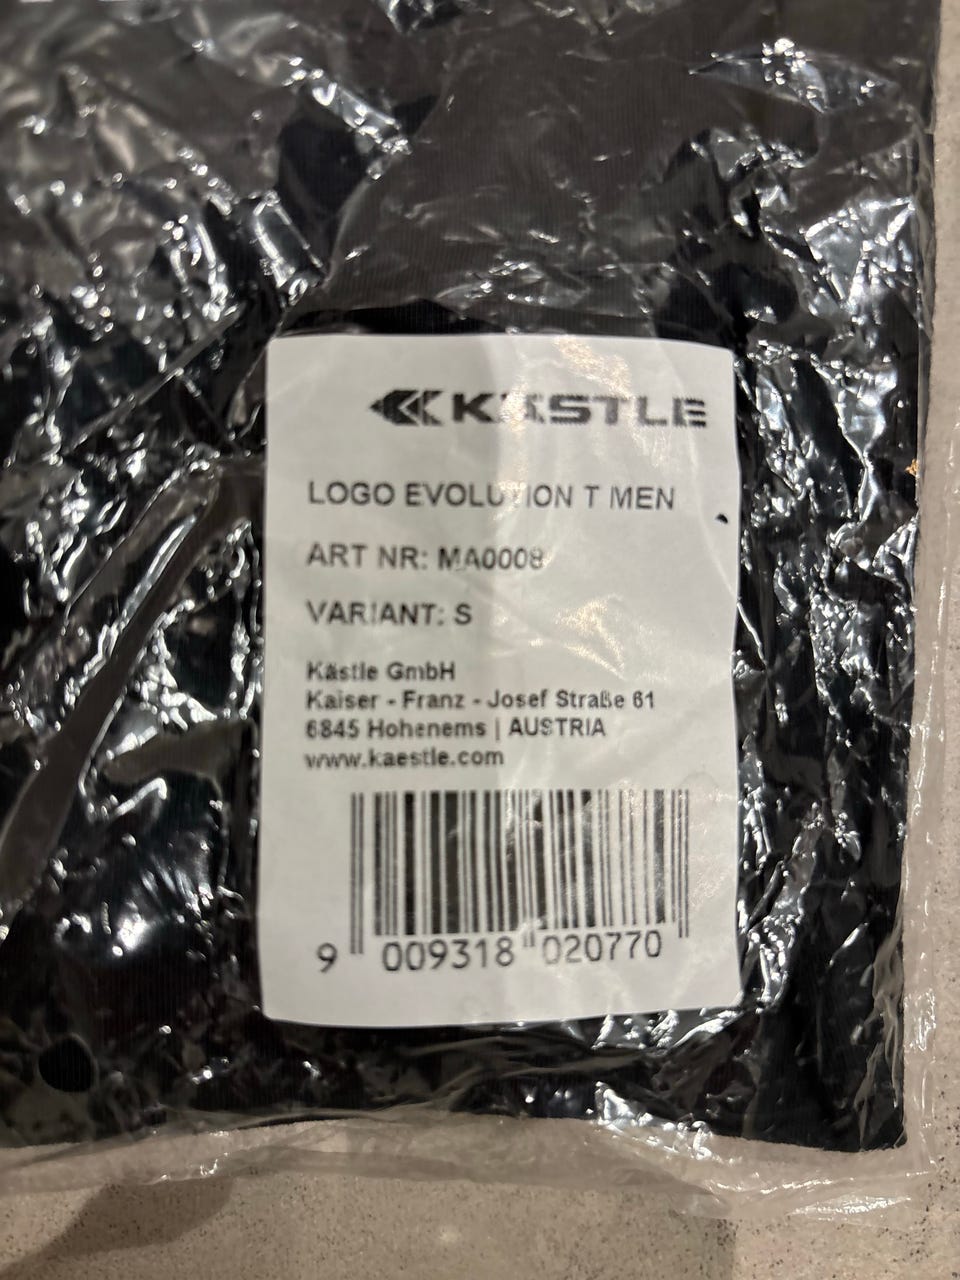 KÄSTLE
LOGO EVOLUTION T MEN
ART NR: MA0008
VARIANT: S
Kästle GmbH
Kaiser - Franz - Josef Straße 61
6845 Hohenems | AUSTRIA
www.kaestle.com
9 009318 020770